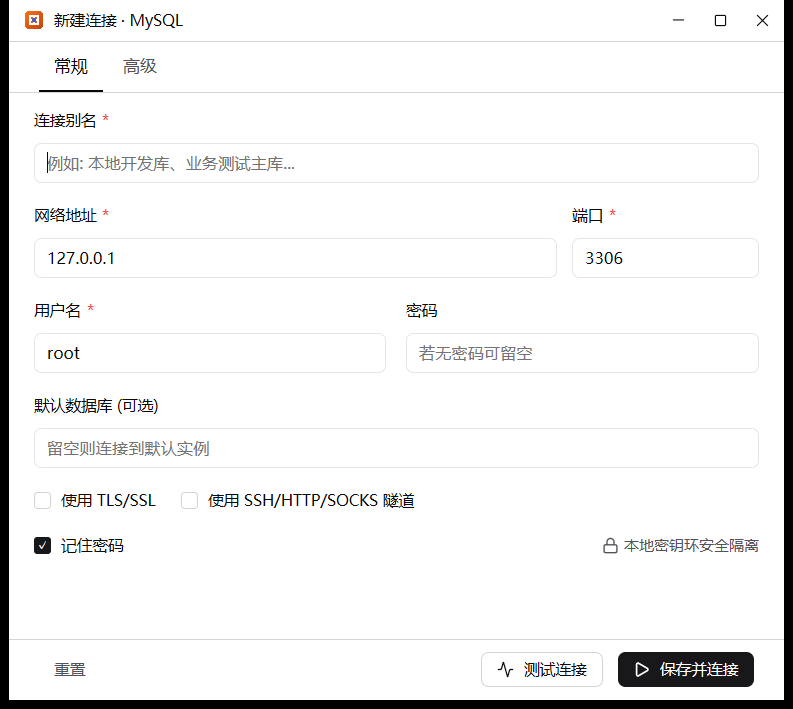 新建连接 · MySQL
常规 高级
连接别名 *
例如: 本地开发库、业务测试主库...
网络地址 * 端口 *
127.0.0.1 3306
用户名 * 密码
root 若无密码可留空
默认数据库 (可选)
留空则连接到默认实例
使用 TLS/SSL 使用 SSH/HTTP/SOCKS 隧道
记住密码 本地密钥环安全隔离
重置 测试连接 保存并连接